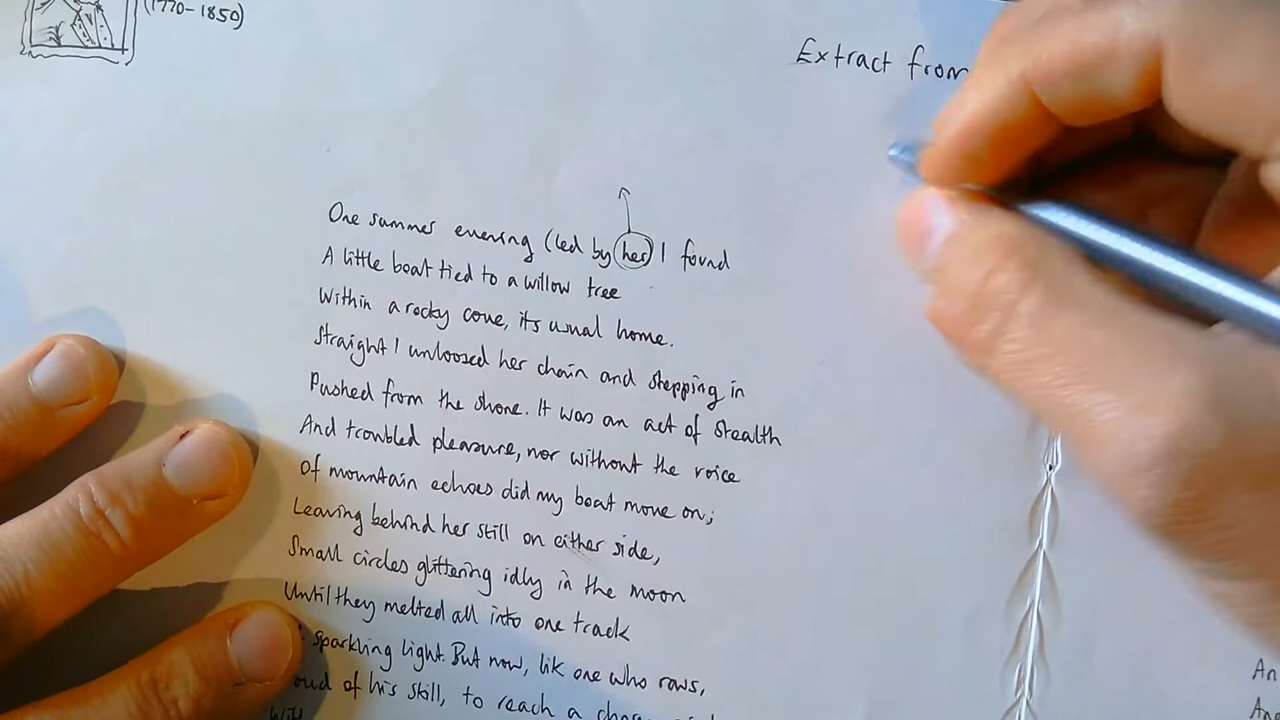 (1770-1850)
Extract from
One summer evening (led by her) I found
A little boat tied to a willow tree
Within a rocky cove, its usual home.
Straight I unloosed her chain and stepping in
Pushed from the shore. It was an act of stealth
And troubled pleasure, nor without the voice
Of mountain echoes did my boat move on;
Leaving behind her still on either side,
Small circles glittering idly in the moon
Until they melted all into one track
sparkling light. But now, lik one who rows,
of his skill, to reach a
An